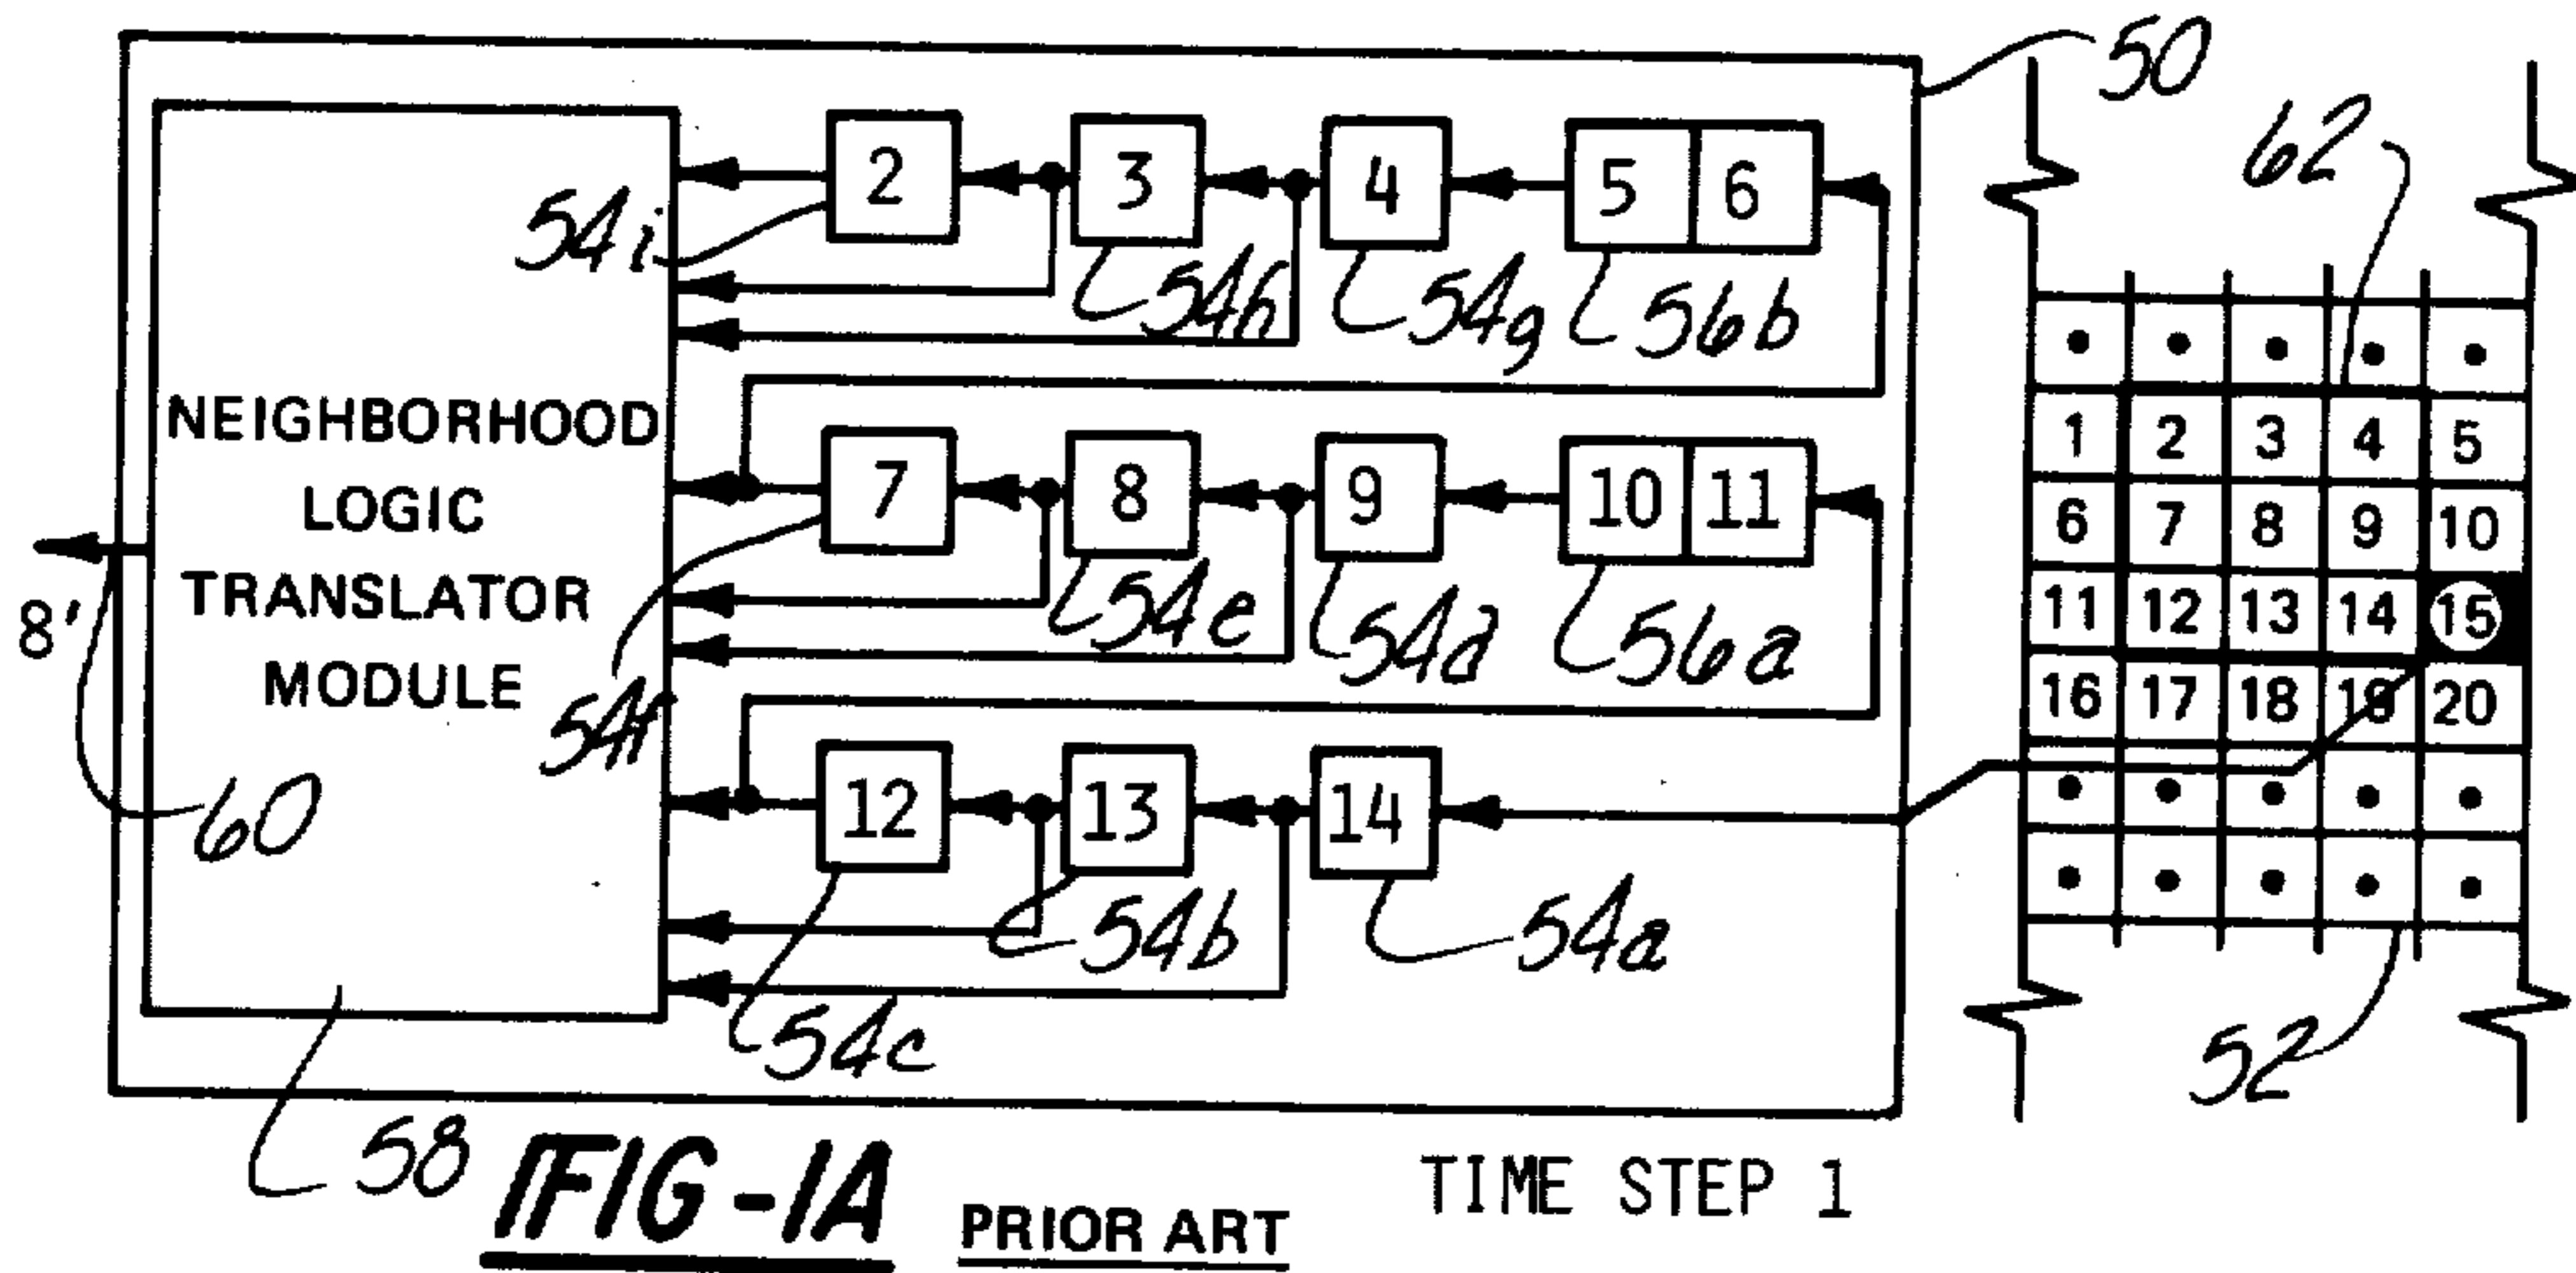 50
62
2 3 4 5 6
54i 54h 54g 56b
NEIGHBORHOOD
LOGIC
TRANSLATOR
MODULE
7 8 9 10 11
54f 54e 54d 56a
8'
60
12 13 14
54c 54b 54a
58
1 2 3 4 5
6 7 8 9 10
11 12 13 14 15
16 17 18 19 20
52
FIG-1A PRIOR ART
TIME STEP 1